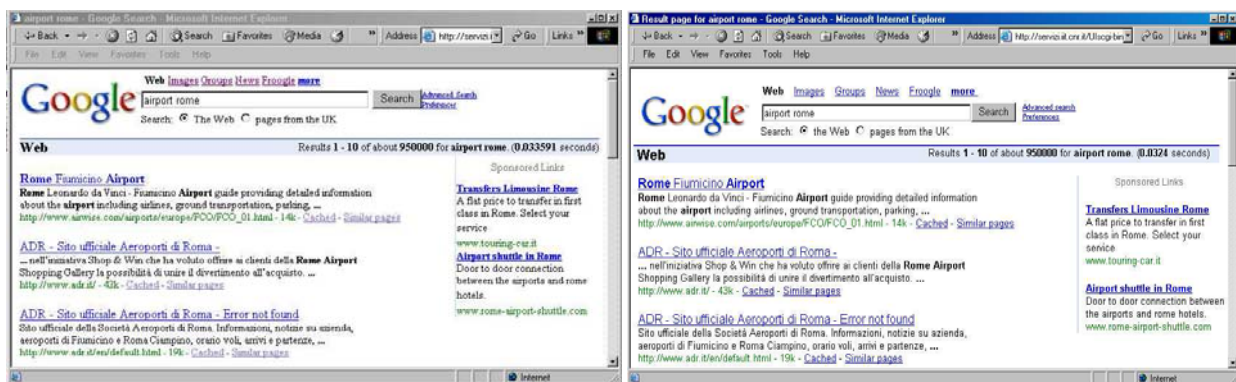 airport rome - Google Search - Microsoft Internet Explorer
Back Search Favorites Media » Address http://servizi.i Go Links »
File Edit View Favorites Tools Help
Web Images Groups News Froogle more
Google airport rome Search Advanced Search
Preferences
Search: The Web pages from the UK
Web Results 1 - 10 of about 950000 for airport rome. (0.033591 seconds)
Rome Fiumicino Airport
Rome Leonardo da Vinci - Fiumicino Airport guide providing detailed information
about the airport including airlines, ground transportation, parking, ...
http://www.airwise.com/airports/europe/FCO/FCO_01.html - 14k - Cached - Similar pages
ADR - Sito ufficiale Aeroporti di Roma -
... nell'iniziativa Shop & Win che ha voluto offrire ai clienti della Rome Airport
Shopping Gallery la possibilità di unire il divertimento all'acquisto. ...
http://www.adr.it/ - 43k - Cached - Similar pages
ADR - Sito ufficiale Aeroporti di Roma - Error not found
Sito ufficiale della Società Aeroporti di Roma. Informazioni, notizie su azienda,
aeroporti di Fiumicino e Roma Ciampino, orario voli, arrivi e partenze, ...
http://www.adr.it/en/default.html - 19k - Cached - Similar pages
Sponsored Links
Transfers Limousine Rome
A flat price to transfer in first
class in Rome. Select your
service
www.touring-car.it
Airport shuttle in Rome
Door to door connection
between the airports and rome
hotels.
www.rome-airport-shuttle.com
Internet
Result page for airport rome - Google Search - Microsoft Internet Explorer
Back Search Favorites Media » Address Go Links »
File Edit View Favorites Tools Help
Web Images Groups News Froogle more
Google airport rome Search Advanced search
Preferences
Search: the Web pages from the UK
Web Results 1 - 10 of about 950000 for airport rome. (0.0324 seconds)
Rome Fiumicino Airport
Rome Leonardo da Vinci - Fiumicino Airport guide providing detailed information
about the airport including airlines, ground transportation, parking, ...
http://www.airwise.com/airports/europe/FCO/FCO_01.html - 14k - Cached - Similar pages
ADR - Sito ufficiale Aeroporti di Roma -
... nell'iniziativa Shop & Win che ha voluto offrire ai clienti della Rome Airport
Shopping Gallery la possibilità di unire il divertimento all'acquisto. ...
http://www.adr.it/ - 43k - Cached - Similar pages
ADR - Sito ufficiale Aeroporti di Roma - Error not found
Sito ufficiale della Società Aeroporti di Roma. Informazioni, notizie su azienda,
aeroporti di Fiumicino e Roma Ciampino, orario voli, arrivi e partenze, ...
http://www.adr.it/en/default.html - 19k - Cached - Similar pages
Sponsored Links
Transfers Limousine Rome
A flat price to transfer in first
class in Rome. Select your
service
www.touring-car.it
Airport shuttle in Rome
Door to door connection between
the airports and rome hotels.
www.rome-airport-shuttle.com
Internet